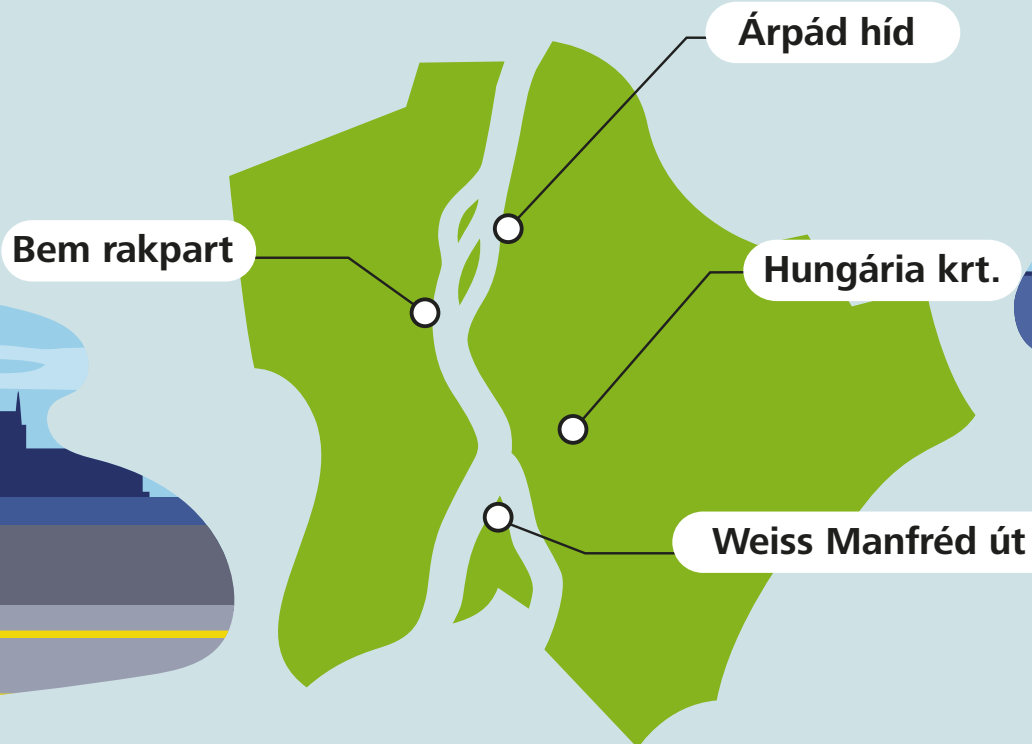 Árpád híd
Bem rakpart
Hungária krt.
Weiss Manfréd út